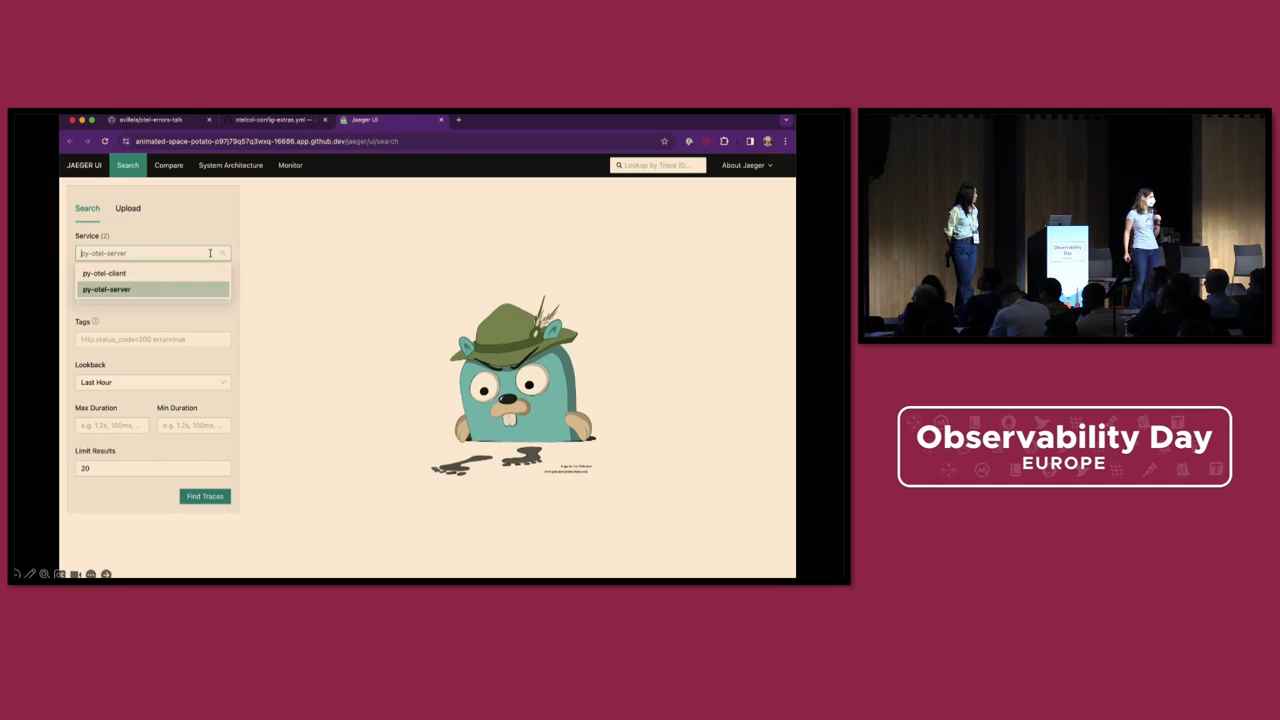 avillela/otel-errors-talk
otelcol-config-extras.yml —
Jaeger UI
animated-space-potato-p97j79q57q3wxq-16686.app.github.dev/jaeger/ui/search
JAEGER UI
Search
Compare
System Architecture
Monitor
Lookup by Trace ID...
About Jaeger
Search
Upload
Service (2)
py-otel-server
py-otel-client
py-otel-server
Tags
http.status_code=200 error=true
Lookback
Last Hour
Max Duration
Min Duration
e.g. 1.2s, 100ms, ...
e.g. 1.2s, 100ms, ...
Limit Results
20
Find Traces
Observability
Day
Observability Day
EUROPE